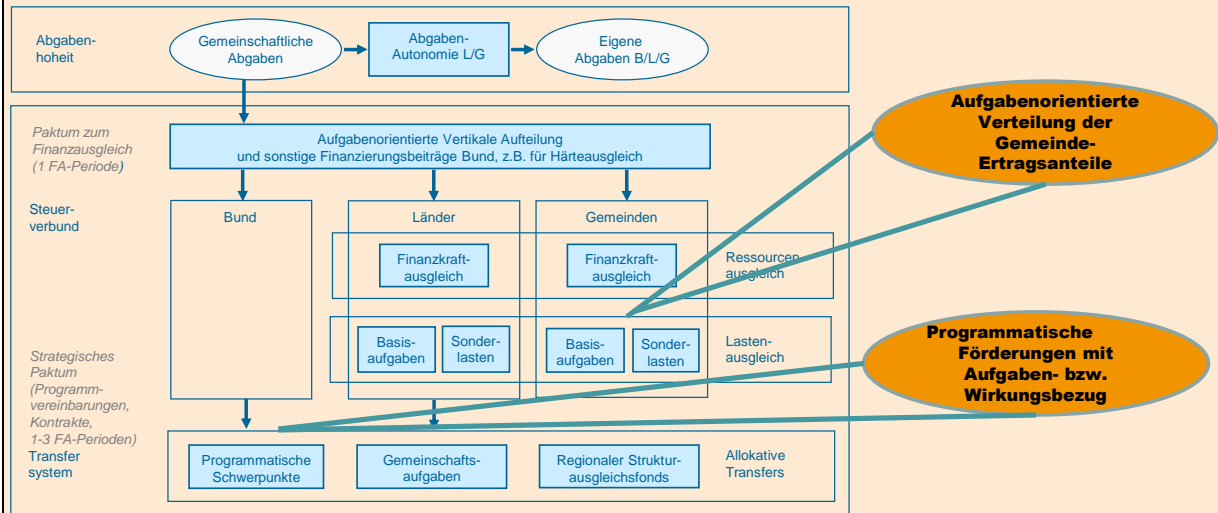 Abgaben-
hoheit
Gemeinschaftliche
Abgaben
Abgaben-
Autonomie L/G
Eigene
Abgaben B/L/G
Paktum zum
Finanzausgleich
(1 FA-Periode)
Aufgabenorientierte Vertikale Aufteilung
und sonstige Finanzierungsbeiträge Bund, z.B. für Härteausgleich
Aufgabenorientierte
Verteilung der
Gemeinde-
Ertragsanteile
Steuer-
verbund
Bund
Länder
Gemeinden
Finanzkraft-
ausgleich
Finanzkraft-
ausgleich
Ressourcen
ausgleich
Basis-
aufgaben
Sonder-
lasten
Basis-
aufgaben
Sonder-
lasten
Lasten-
ausgleich
Programmatische
Förderungen mit
Aufgaben- bzw.
Wirkungsbezug
Strategisches
Paktum
(Programm-
vereinbarungen,
Kontrakte,
1-3 FA-Perioden)
Transfer
system
Programmatische
Schwerpunkte
Gemeinschafts-
aufgaben
Regionaler Struktur-
ausgleichsfonds
Allokative
Transfers